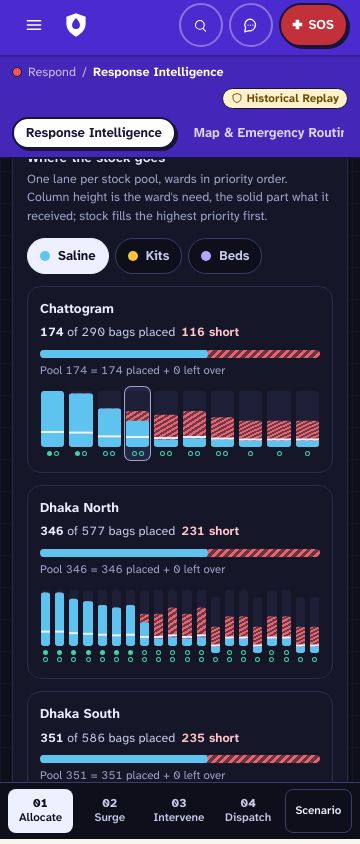 SOS
Respond / Response Intelligence
Historical Replay
Response Intelligence
Map & Emergency Routin
Where the stock goes
One lane per stock pool, wards in priority order.
Column height is the ward's need, the solid part what it
received; stock fills the highest priority first.
Saline
Kits
Beds
Chattogram
174 of 290 bags placed 116 short
Pool 174 = 174 placed + 0 left over
Dhaka North
346 of 577 bags placed 231 short
Pool 346 = 346 placed + 0 left over
Dhaka South
351 of 586 bags placed 235 short
Pool 351 = 351 placed + 0 left over
01
Allocate
02
Surge
03
Intervene
04
Dispatch
Scenario